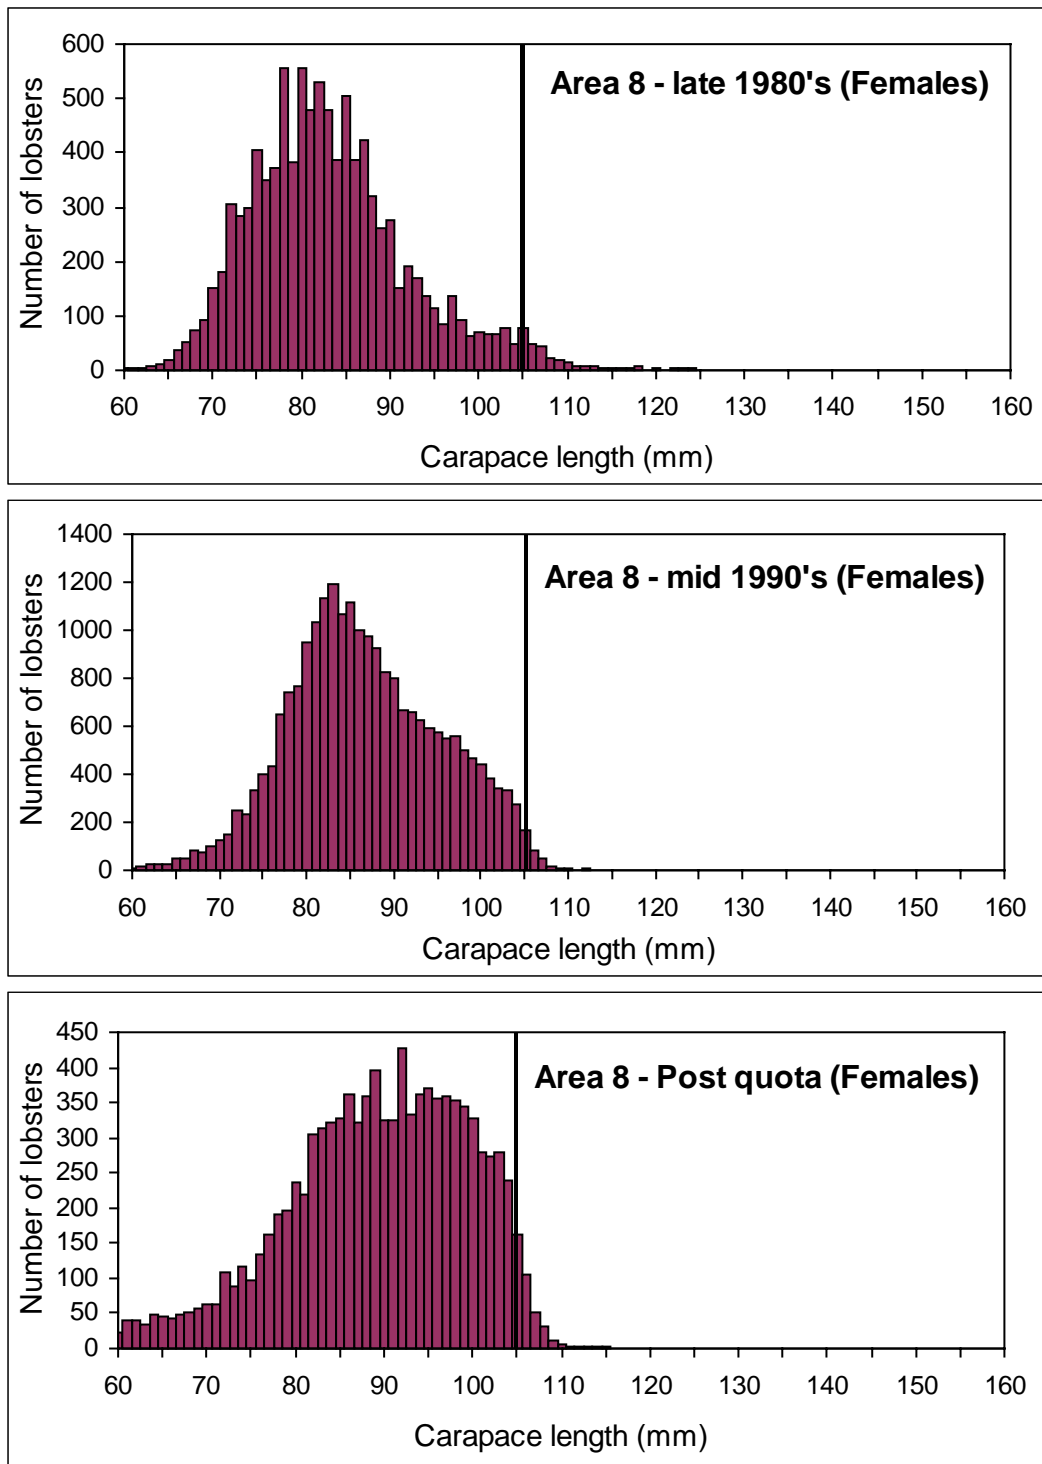 Area 8 - late 1980's (Females)
Number of lobsters
600
500
400
300
200
100
0
60 70 80 90 100 110 120 130 140 150 160
Carapace length (mm)
Area 8 - mid 1990's (Females)
Number of lobsters
1400
1200
1000
800
600
400
200
0
60 70 80 90 100 110 120 130 140 150 160
Carapace length (mm)
Area 8 - Post quota (Females)
Number of lobsters
450
400
350
300
250
200
150
100
50
0
60 70 80 90 100 110 120 130 140 150 160
Carapace length (mm)